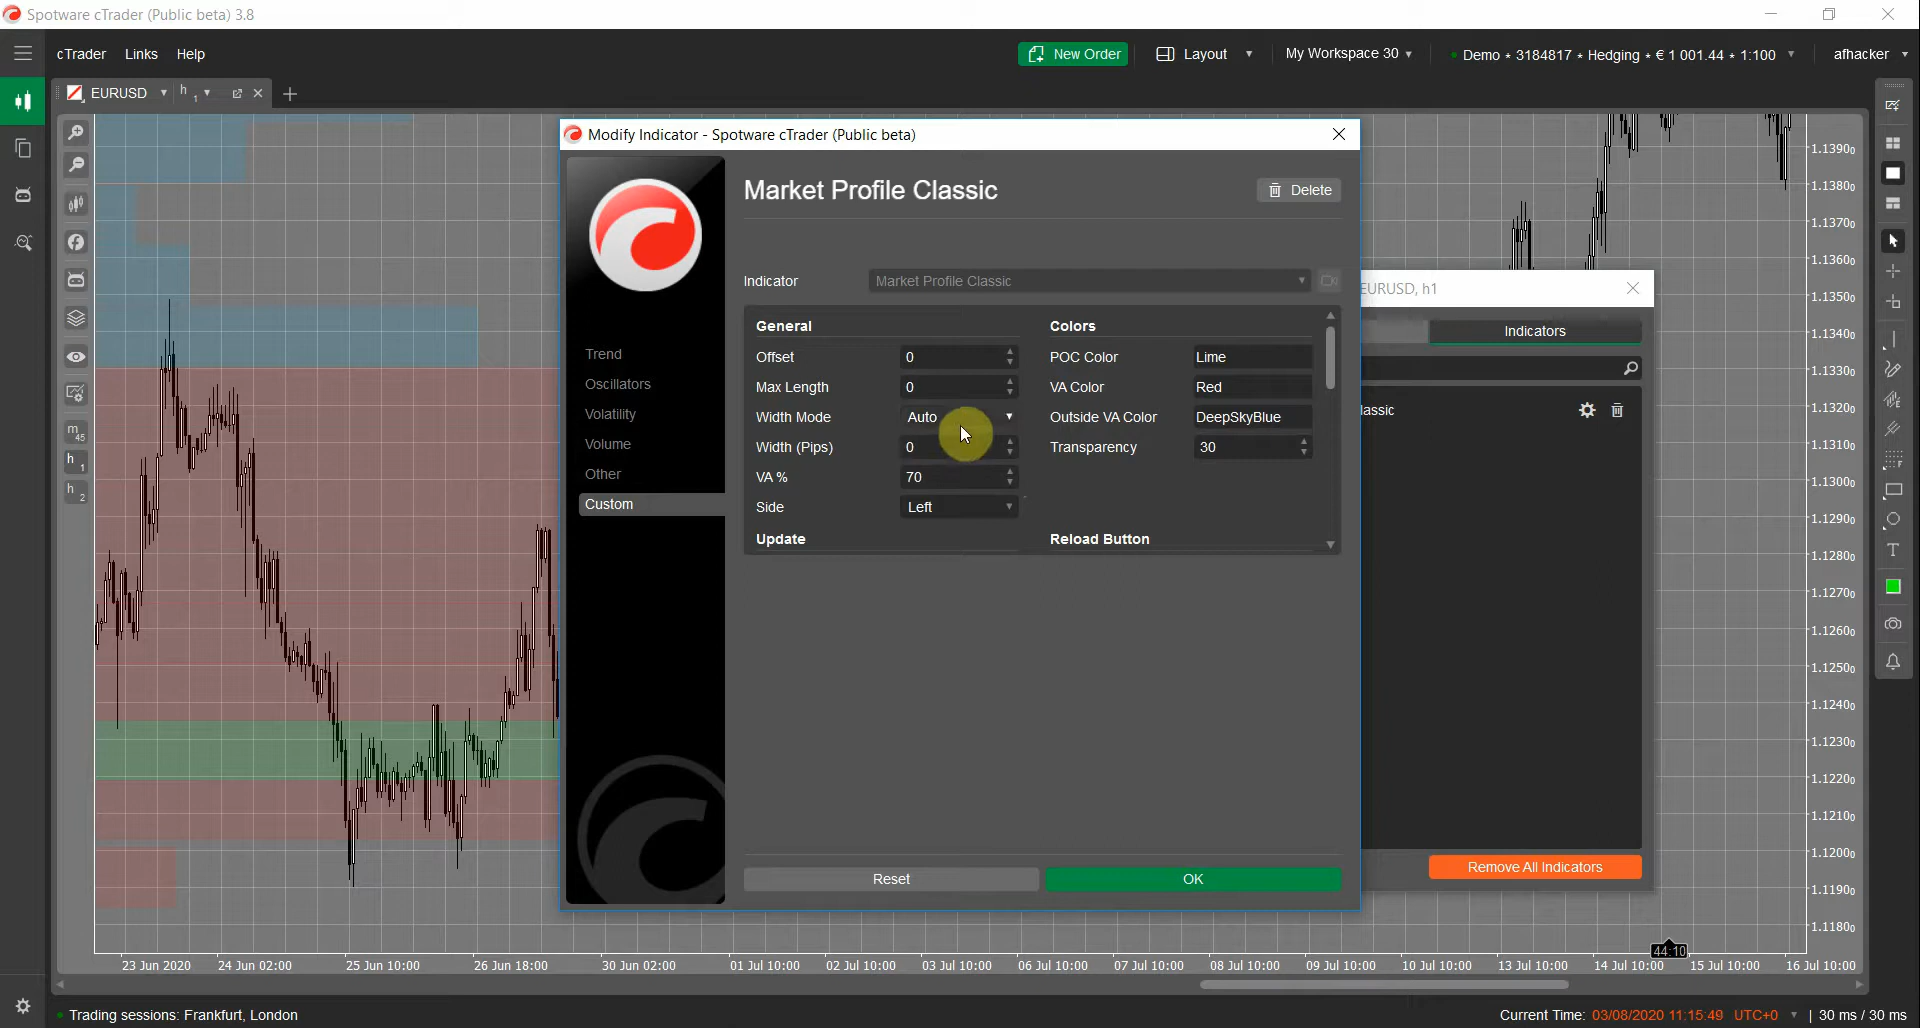 Spotware cTrader (Public beta) 3.8
cTrader Links Help
New Order
Layout
My Workspace 30
Demo • 3184817 • Hedging • € 1 001.44 • 1:100
afhacker
EURUSD
h1
Modify Indicator - Spotware cTrader (Public beta)
Market Profile Classic
Delete
Indicator
Market Profile Classic
General
Colors
Offset 0
POC Color Lime
Max Length 0
VA Color Red
Width Mode Auto
Outside VA Color DeepSkyBlue
Width (Pips) 0
Transparency 30
VA % 70
Side Left
Update
Reload Button
Trend
Oscillators
Volatility
Volume
Other
Custom
Reset
OK
EURUSD, h1
Indicators
lassic
Remove All Indicators
m45
h1
h2
T
1.13900
1.13800
1.13700
1.13600
1.13500
1.13400
1.13300
1.13200
1.13100
1.13000
1.12900
1.12800
1.12700
1.12600
1.12500
1.12400
1.12300
1.12200
1.12100
1.12000
1.11900
1.11800
44:10
23 Jun 2020
24 Jun 02:00
25 Jun 10:00
26 Jun 18:00
30 Jun 02:00
01 Jul 10:00
02 Jul 10:00
03 Jul 10:00
06 Jul 10:00
07 Jul 10:00
08 Jul 10:00
09 Jul 10:00
10 Jul 10:00
13 Jul 10:00
14 Jul 10:00
15 Jul 10:00
16 Jul 10:00
Trading sessions: Frankfurt, London
Current Time: 03/08/2020 11:15:49 UTC+0 | 30 ms / 30 ms